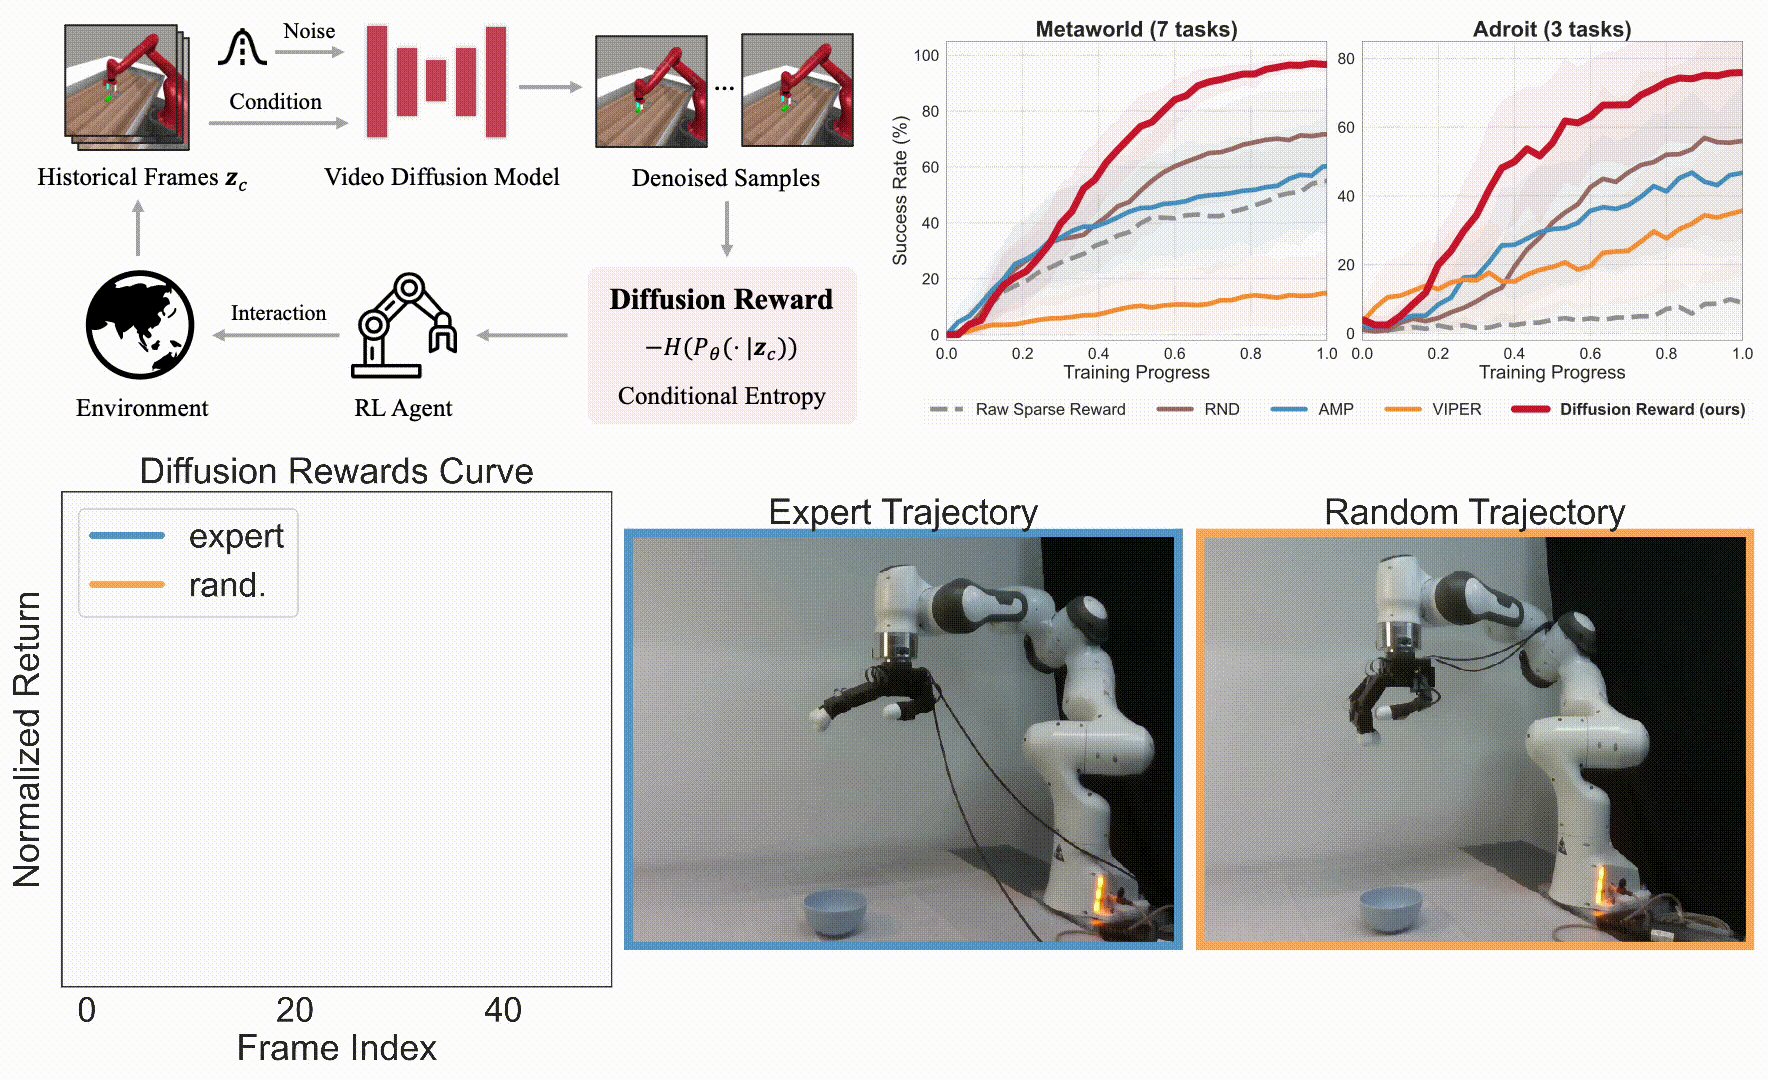 Noise
Condition
Historical Frames z_c
Video Diffusion Model
...
Denoised Samples
Diffusion Reward
−H(P_θ(· |z_c))
Conditional Entropy
Interaction
Environment
RL Agent
Metaworld (7 tasks)
Success Rate (%)
100
80
60
40
20
0
0.0 0.2 0.4 0.6 0.8 1.0
Training Progress
Adroit (3 tasks)
80
60
40
20
0
0.0 0.2 0.4 0.6 0.8 1.0
Training Progress
Raw Sparse Reward RND AMP VIPER Diffusion Reward (ours)
Diffusion Rewards Curve
expert
rand.
Normalized Return
0 20 40
Frame Index
Expert Trajectory
Random Trajectory